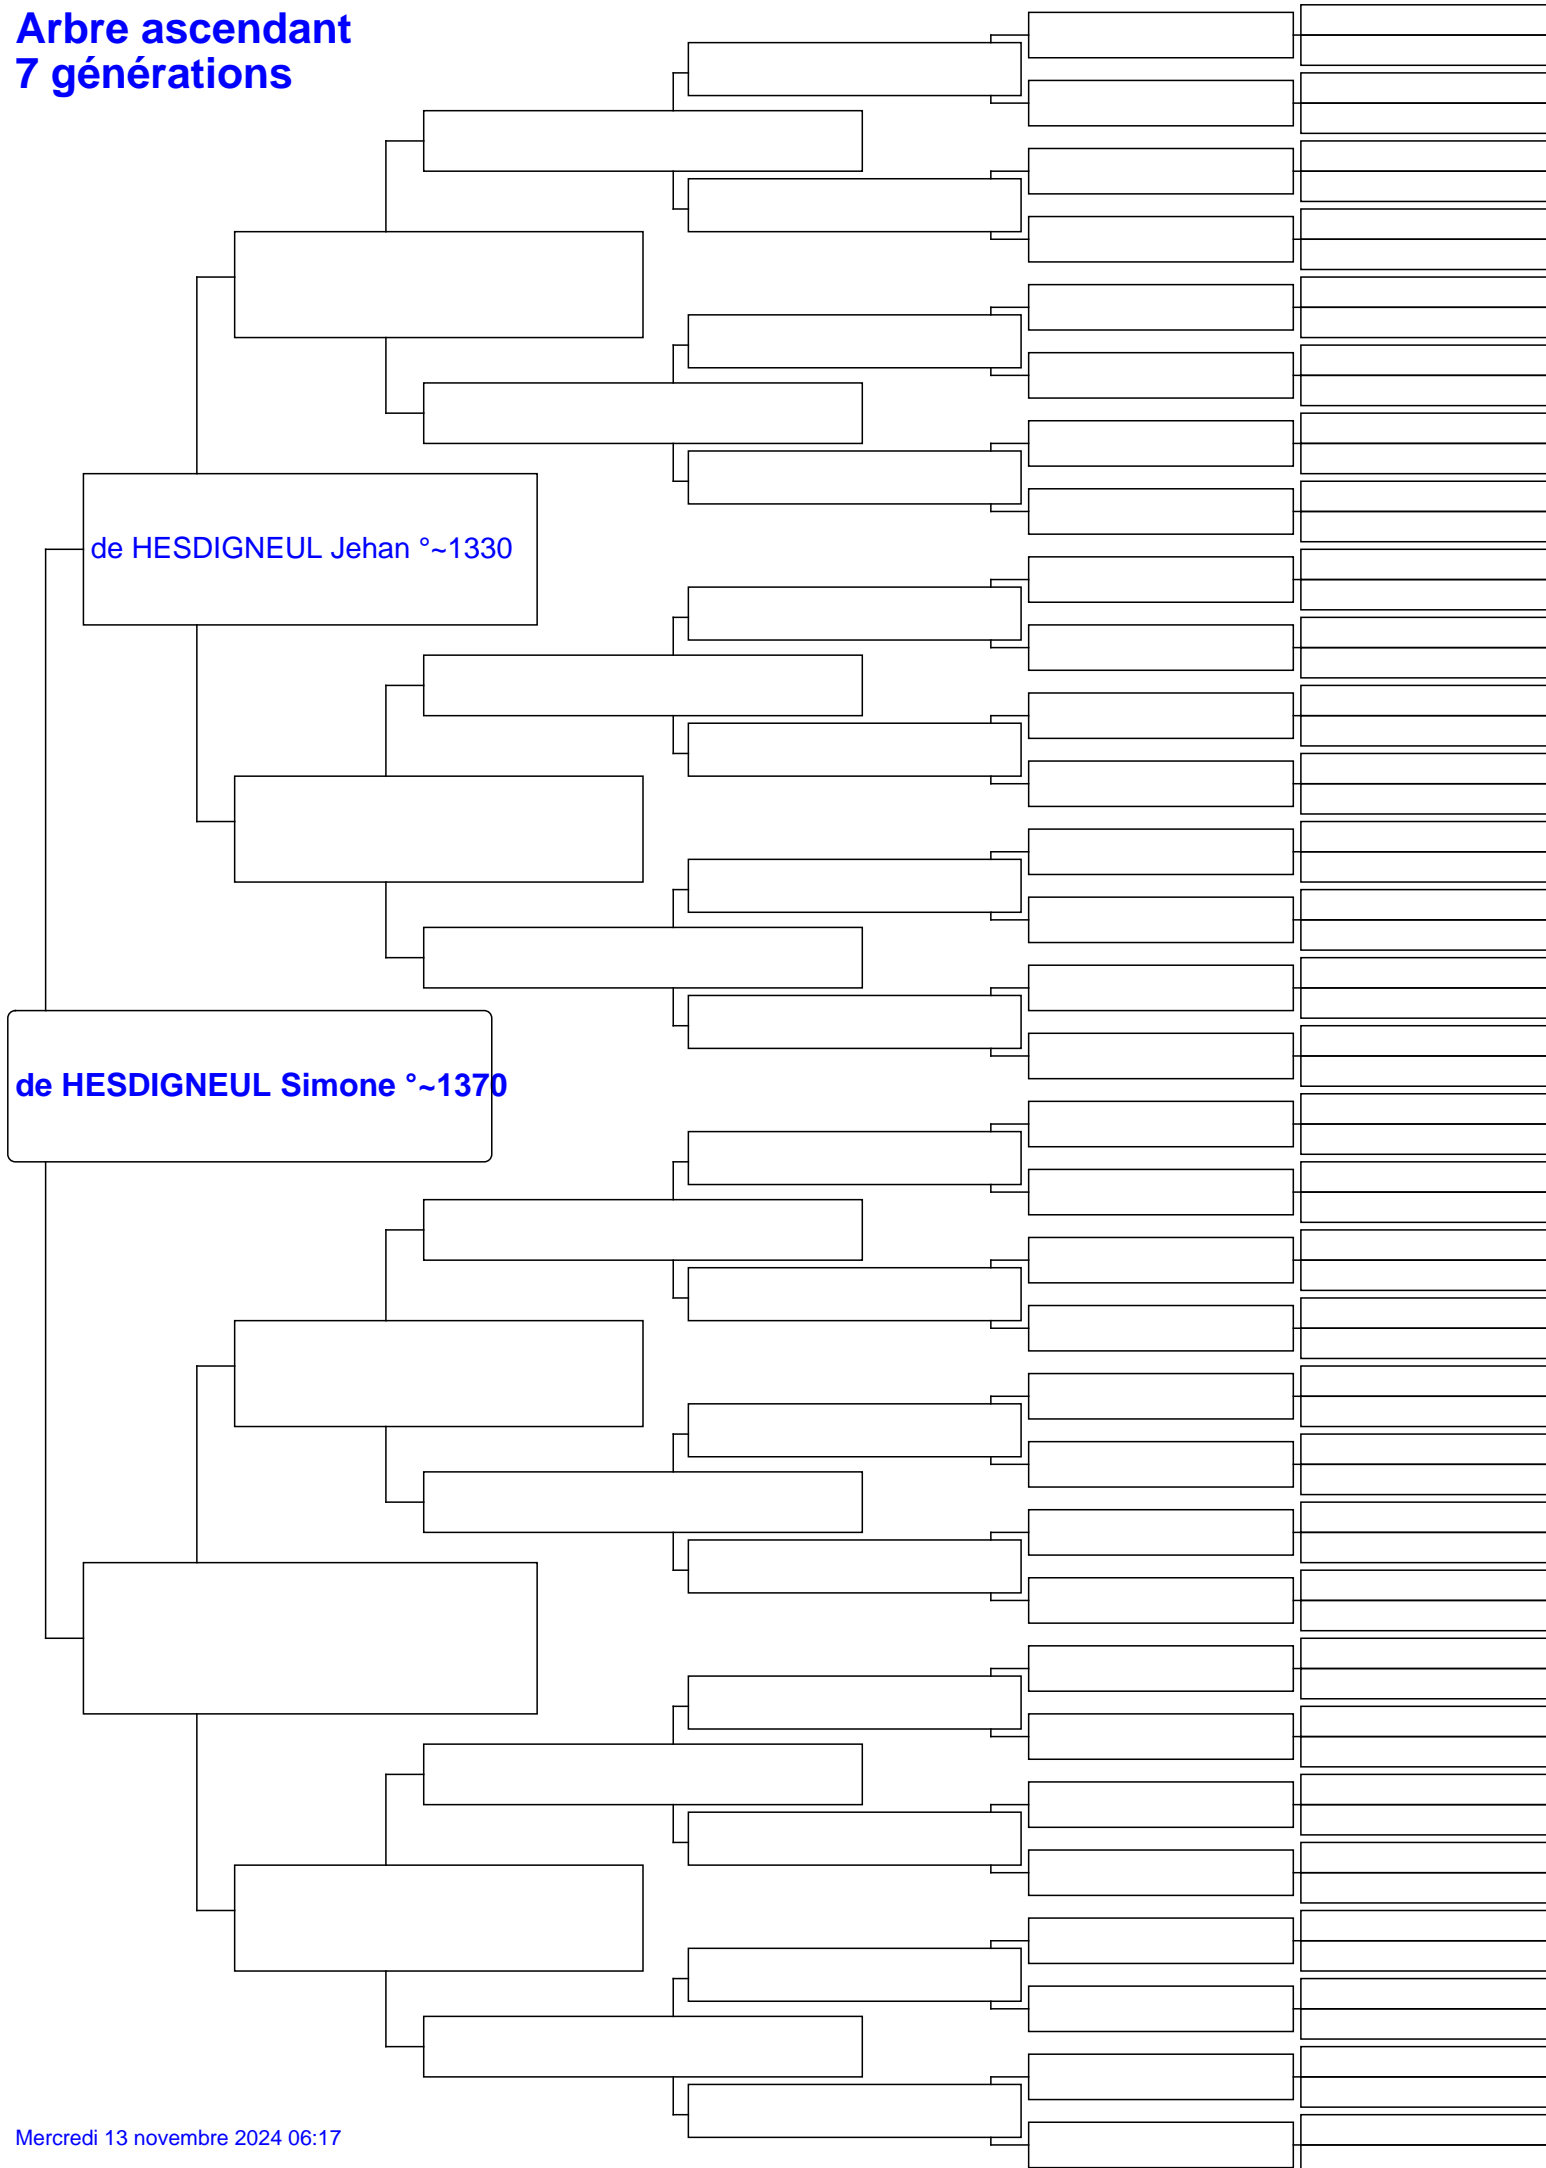 Arbre ascendant
7 générations
de HESDIGNEUL Jehan °~1330
de HESDIGNEUL Simone °~1370
Mercredi 13 novembre 2024 06:17